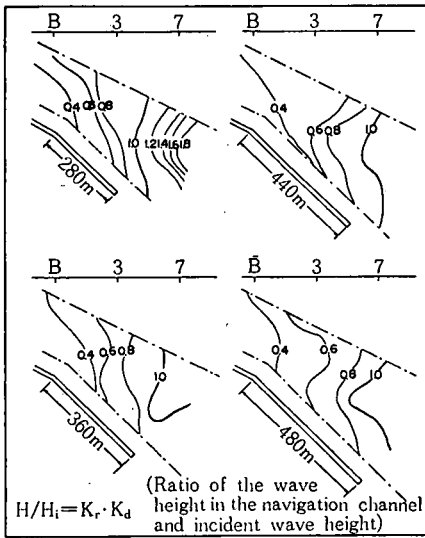 B 3 7
0.4 0.6 0.8 1.0 1.2 1.4 1.6 1.8
280m
B 3 7
0.4 0.6 0.8 1.0
440m
B 3 7
0.4 0.6 0.8 1.0
360m
B 3 7
0.4 0.6 0.8 1.0
480m
H/Hi=Kr·Kd
(Ratio of the wave
height in the navigation channel
and incident wave height)